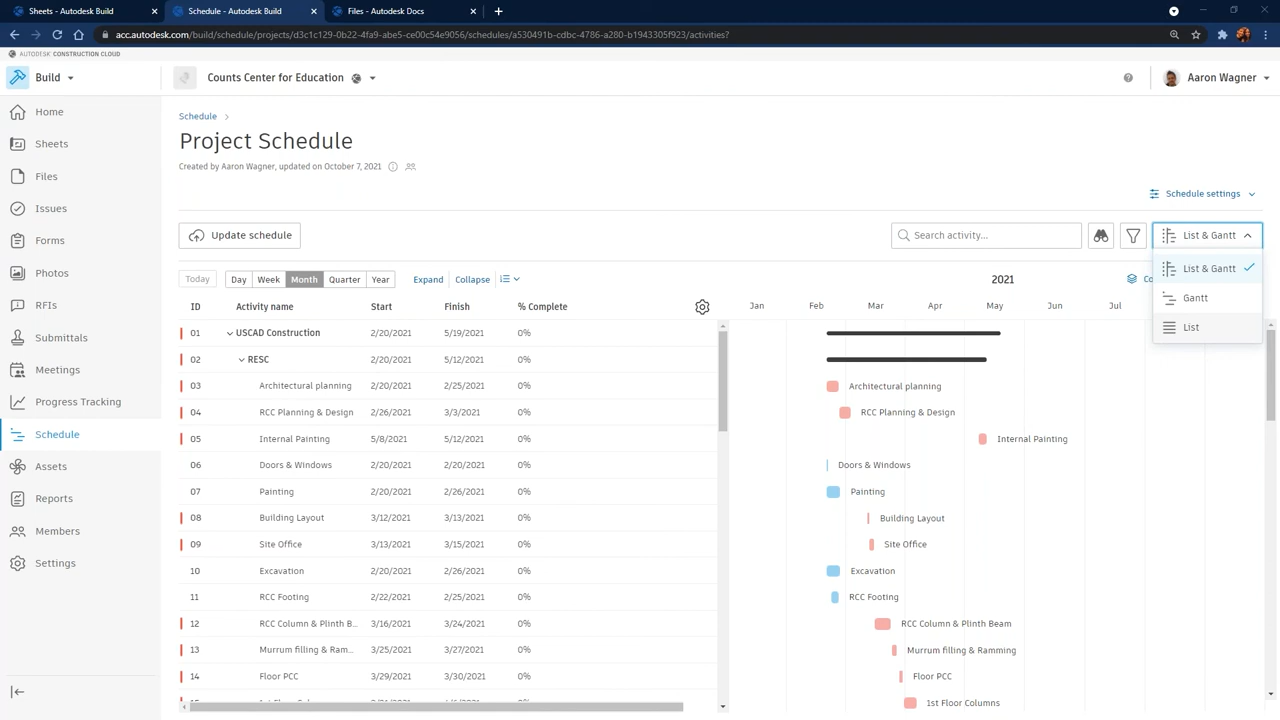 Sheets - Autodesk Build
Schedule - Autodesk Build
Files - Autodesk Docs
acc.autodesk.com/build/schedule/projects/d3c1c129-0b22-4fa9-abe5-ce00c54e9056/schedules/a530491b-cdbc-4786-a280-b1943305f923/activities?
AUTODESK CONSTRUCTION CLOUD
Build
Counts Center for Education
Aaron Wagner
Home
Sheets
Files
Issues
Forms
Photos
RFIs
Submittals
Meetings
Progress Tracking
Schedule
Assets
Reports
Members
Settings
Schedule >
Project Schedule
Created by Aaron Wagner, updated on October 7, 2021
Schedule settings
Update schedule
Search activity...
List & Gantt
List & Gantt
Gantt
List
Today Day Week Month Quarter Year Expand Collapse
2021
Co
ID Activity name Start Finish % Complete
Jan Feb Mar Apr May Jun Jul
01 USCAD Construction 2/20/2021 5/19/2021 0%
02 RESC 2/20/2021 5/12/2021 0%
03 Architectural planning 2/20/2021 2/25/2021 0% Architectural planning
04 RCC Planning & Design 2/26/2021 3/3/2021 0% RCC Planning & Design
05 Internal Painting 5/8/2021 5/12/2021 0% Internal Painting
06 Doors & Windows 2/20/2021 2/20/2021 0% Doors & Windows
07 Painting 2/20/2021 2/26/2021 0% Painting
08 Building Layout 3/12/2021 3/13/2021 0% Building Layout
09 Site Office 3/13/2021 3/15/2021 0% Site Office
10 Excavation 2/20/2021 2/26/2021 0% Excavation
11 RCC Footing 2/22/2021 2/25/2021 0% RCC Footing
12 RCC Column & Plinth B... 3/16/2021 3/24/2021 0% RCC Column & Plinth Beam
13 Murrum filling & Ram... 3/25/2021 3/27/2021 0% Murrum filling & Ramming
14 Floor PCC 3/29/2021 3/30/2021 0% Floor PCC
1st Floor Columns